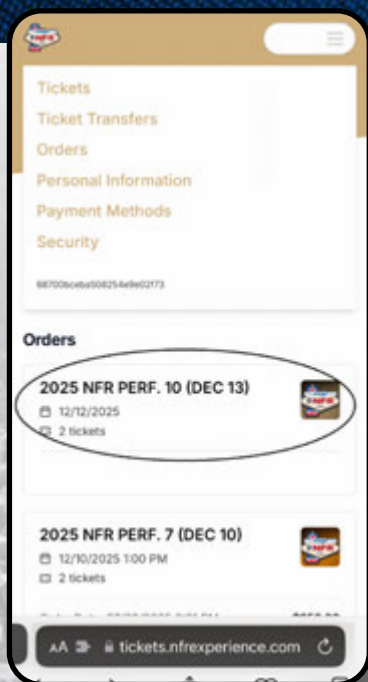 Tickets
Ticket Transfers
Orders
Personal Information
Payment Methods
Security
Orders
2025 NFR PERF. 10 (DEC 13)
12/12/2025
2 tickets
2025 NFR PERF. 7 (DEC 10)
12/10/2025 1:00 PM
2 tickets
AA tickets.nfrexperience.com